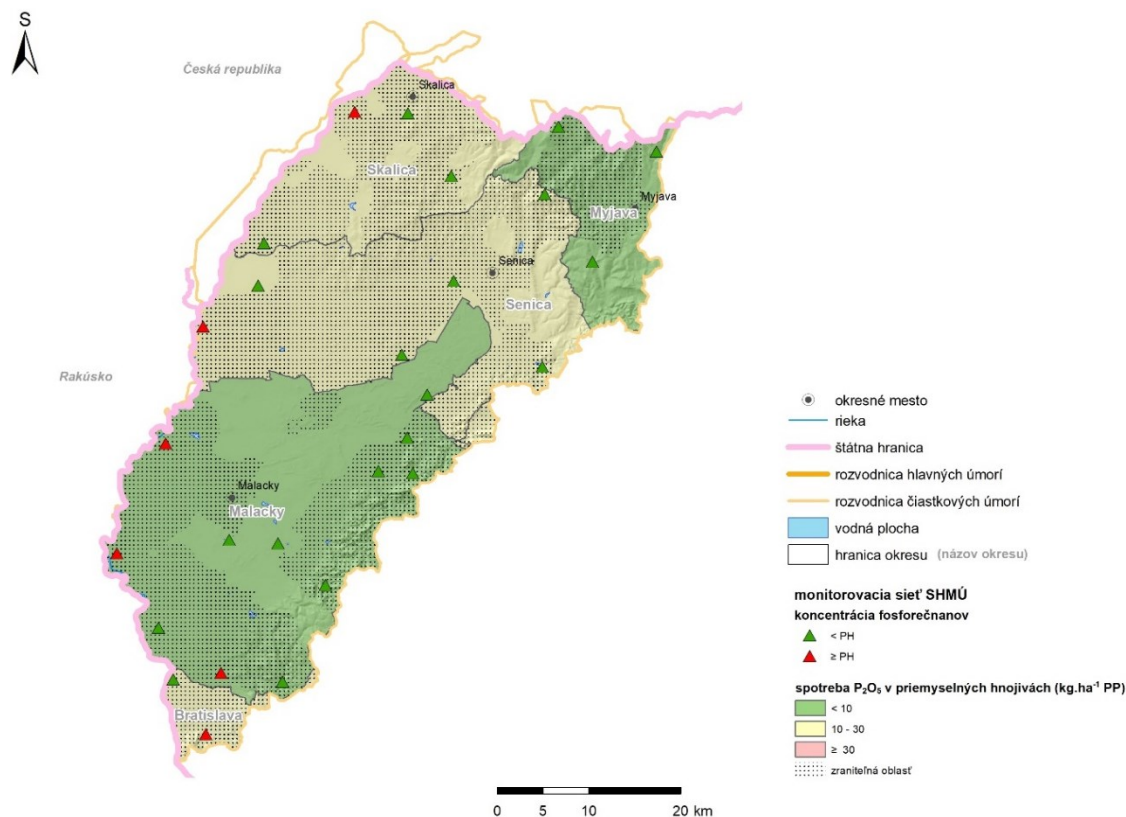 S
Česká republika
Skalica
Skalica
Myjava
Myjava
Senica
Senica
Rakúsko
Malacky
Malacky
Bratislava
okresné mesto
rieka
štátna hranica
rozvodnica hlavných úmorí
rozvodnica čiastkových úmorí
vodná plocha
hranica okresu (názov okresu)
monitorovacia sieť SHMÚ
koncentrácia fosforečnanov
< PH
≥ PH
spotreba P₂O₅ v priemyselných hnojivách (kg.ha⁻¹ PP)
< 10
10 - 30
≥ 30
zraniteľná oblasť
0 5 10 20 km